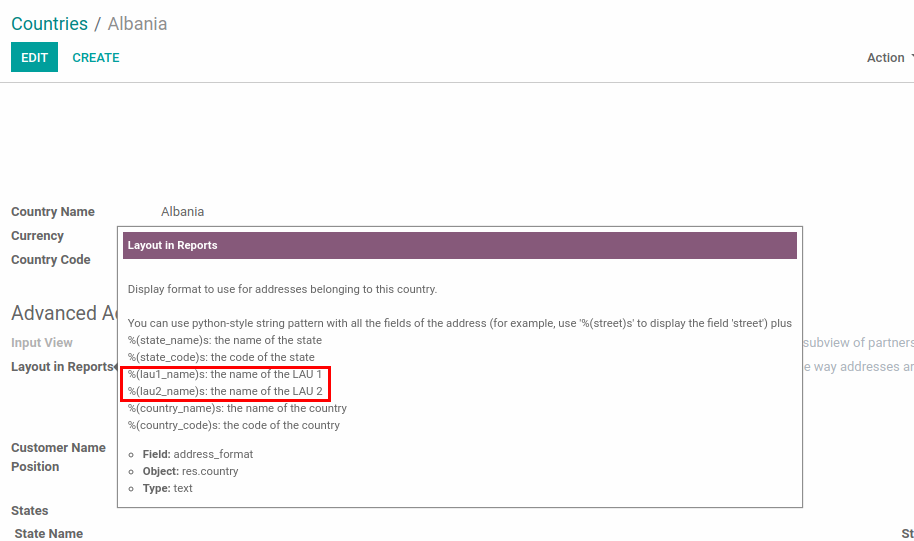 Countries / Albania
EDIT CREATE Action
Country Name Albania
Currency
Country Code
Layout in Reports
Display format to use for addresses belonging to this country.
You can use python-style string pattern with all the fields of the address (for example, use '%(street)s' to display the field 'street') plus
%(state_name)s: the name of the state
%(state_code)s: the code of the state
%(lau1_name)s: the name of the LAU 1
%(lau2_name)s: the name of the LAU 2
%(country_name)s: the name of the country
%(country_code)s: the code of the country
Field: address_format
Object: res.country
Type: text
Advanced A
Input View subview of partners
Layout in Reports e way addresses ar
Customer Name
Position
States
State Name St